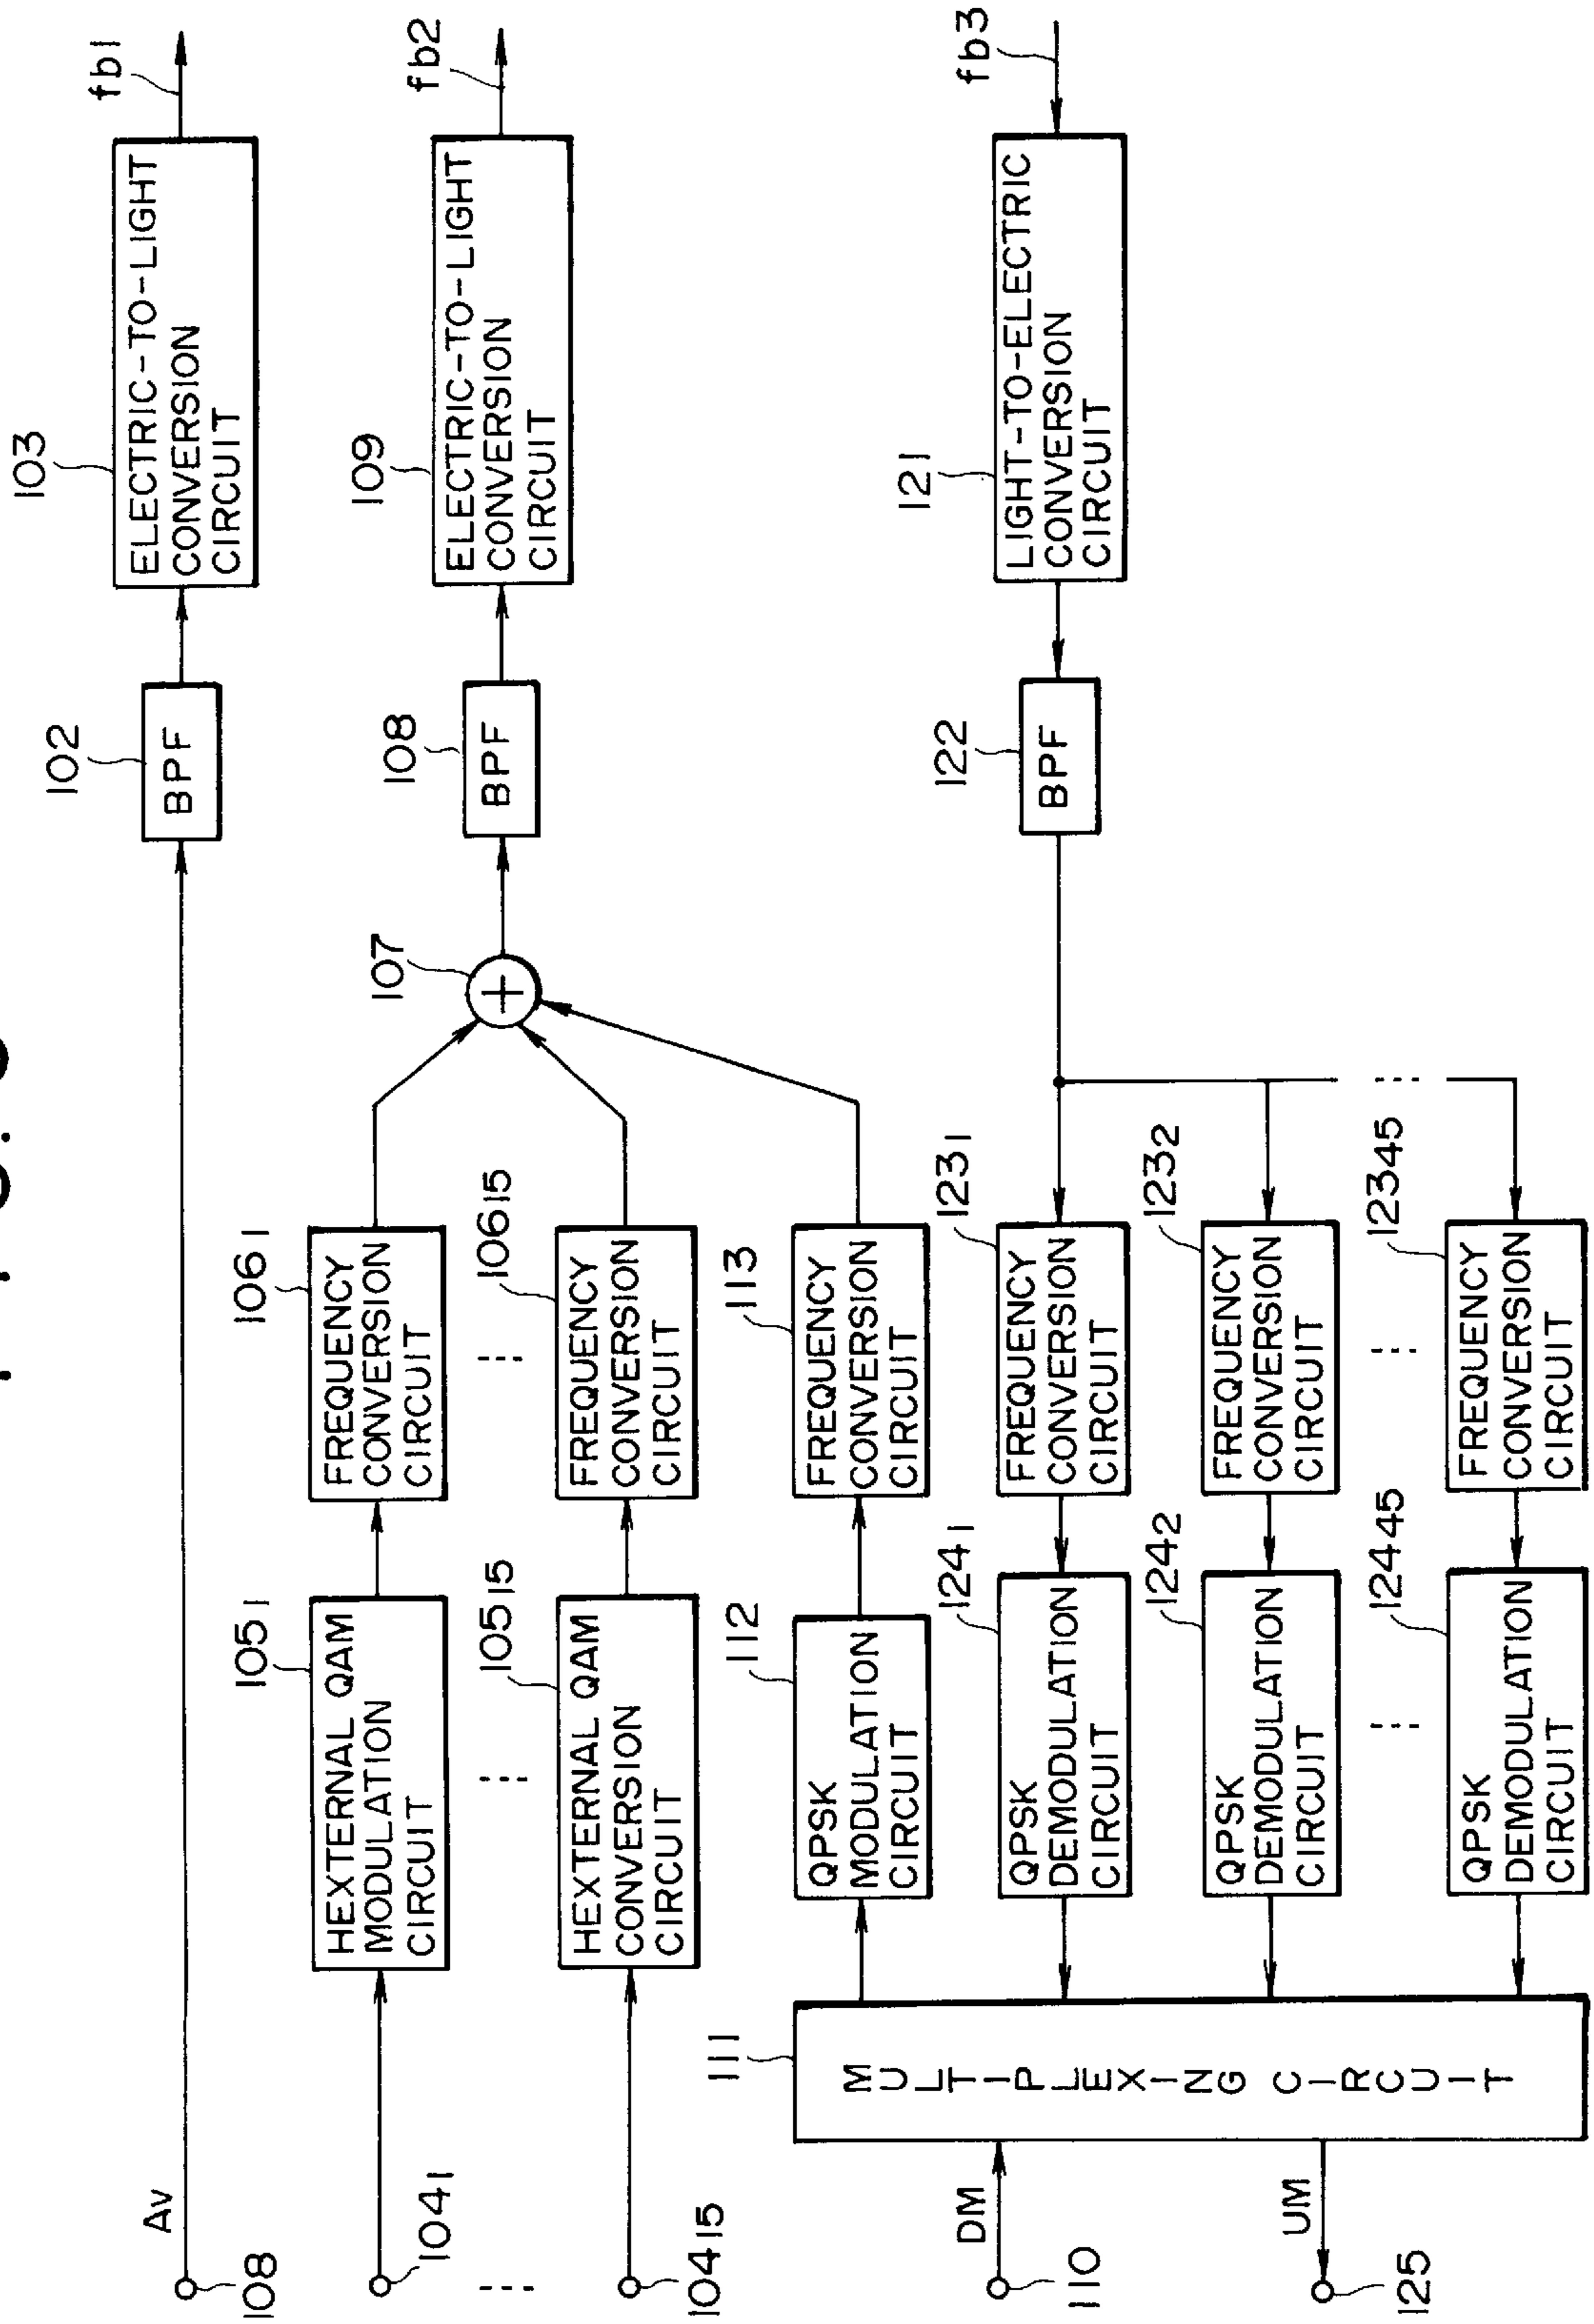 Av
108
102
BPF
103
ELECTRIC-TO-LIGHT
CONVERSION
CIRCUIT
fb1
104₁
105₁
HEXTERNAL QAM
MODULATION
CIRCUIT
106₁
FREQUENCY
CONVERSION
CIRCUIT
107
+
108
BPF
109
ELECTRIC-TO-LIGHT
CONVERSION
CIRCUIT
fb2
104₁₅
105₁₅
HEXTERNAL QAM
CONVERSION
CIRCUIT
106₁₅
FREQUENCY
CONVERSION
CIRCUIT
111
MULTIPLEXING CIRCUIT
112
QPSK
MODULATION
CIRCUIT
113
FREQUENCY
CONVERSION
CIRCUIT
DM
110
124₁
QPSK
DEMODULATION
CIRCUIT
123₁
FREQUENCY
CONVERSION
CIRCUIT
122
BPF
121
LIGHT-TO-ELECTRIC
CONVERSION
CIRCUIT
fb3
124₂
QPSK
DEMODULATION
CIRCUIT
123₂
FREQUENCY
CONVERSION
CIRCUIT
UM
125
124₄₅
QPSK
DEMODULATION
CIRCUIT
123₄₅
FREQUENCY
CONVERSION
CIRCUIT